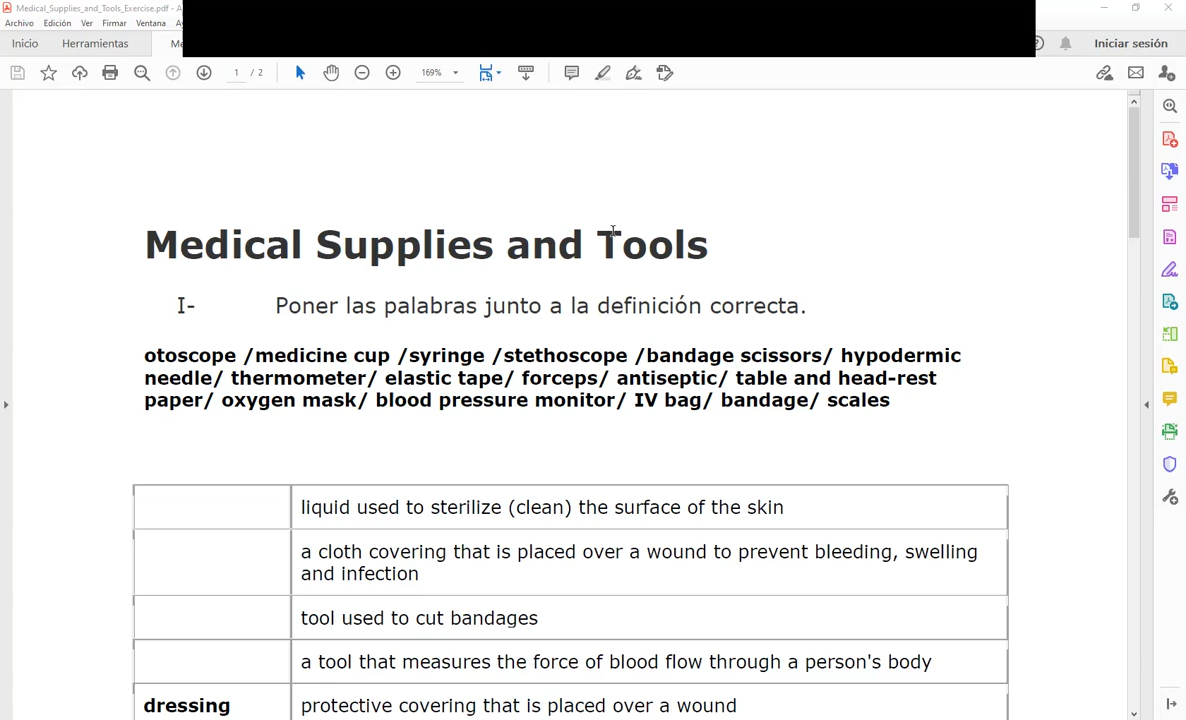 Medical_Supplies_and_Tools_Exercise.pdf - A
Archivo Edición Ver Firmar Ventana
Inicio Herramientas Me Iniciar sesión
1 / 2 169%
Medical Supplies and Tools
I- Poner las palabras junto a la definición correcta.
otoscope /medicine cup /syringe /stethoscope /bandage scissors/ hypodermic
needle/ thermometer/ elastic tape/ forceps/ antiseptic/ table and head-rest
paper/ oxygen mask/ blood pressure monitor/ IV bag/ bandage/ scales
liquid used to sterilize (clean) the surface of the skin
a cloth covering that is placed over a wound to prevent bleeding, swelling
and infection
tool used to cut bandages
a tool that measures the force of blood flow through a person's body
dressing protective covering that is placed over a wound